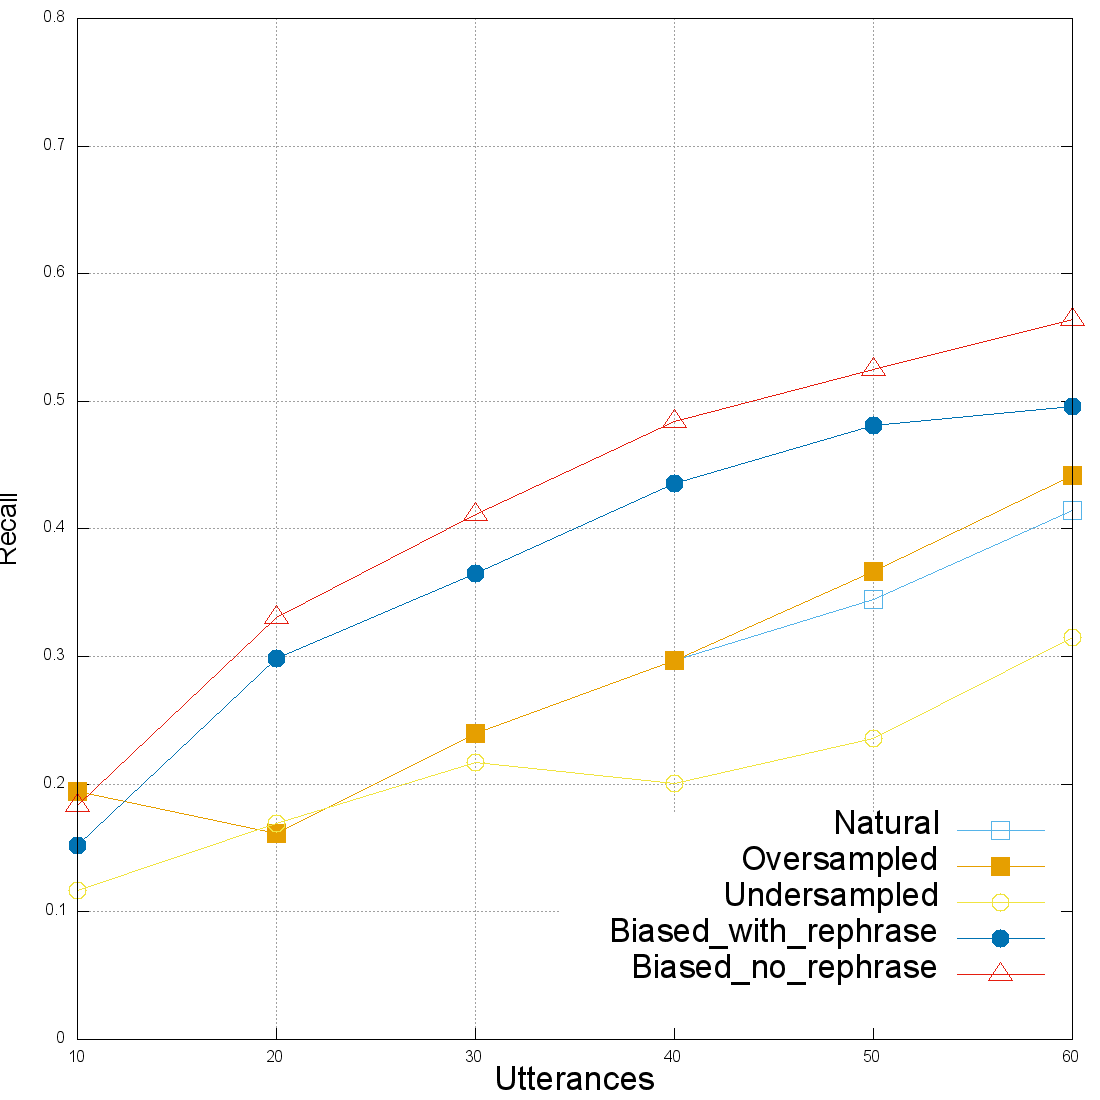 0.8
0.7
0.6
0.5
0.4
0.3
0.2
0.1
0
Recall
10 20 30 40 50 60
Utterances
Natural
Oversampled
Undersampled
Biased_with_rephrase
Biased_no_rephrase